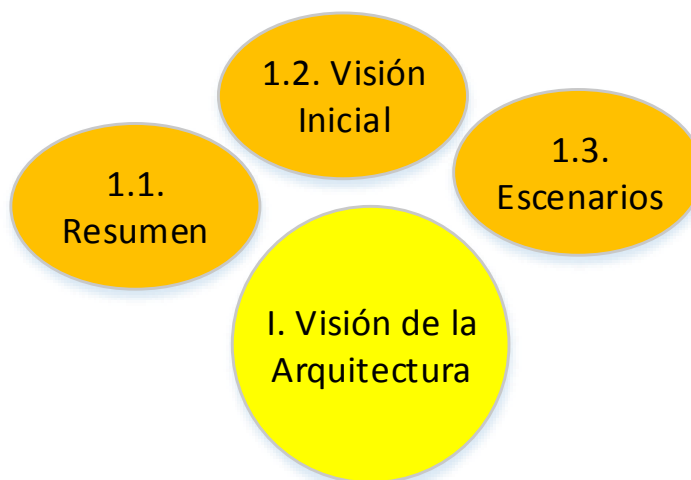 1.2. Visión
Inicial
1.1.
Resumen
1.3.
Escenarios
I. Visión de la
Arquitectura